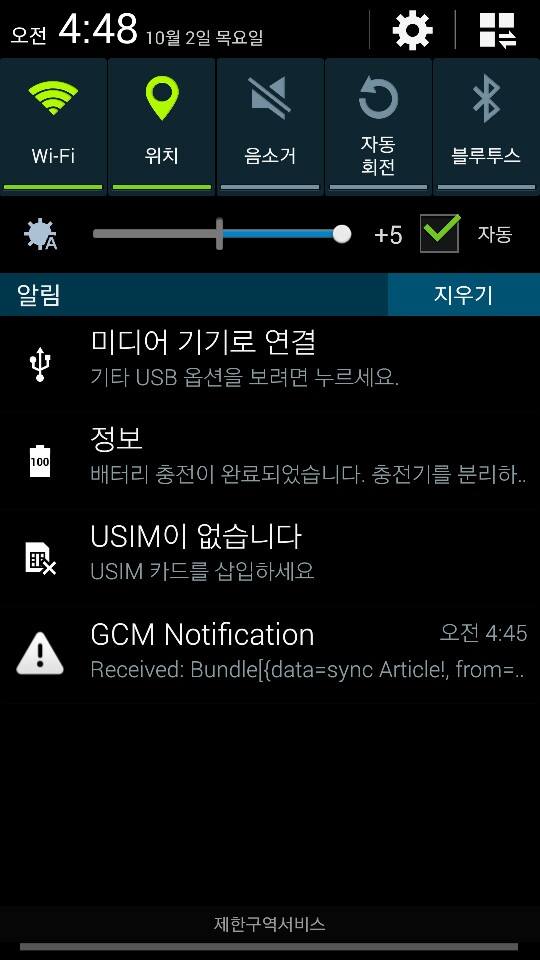 오전 4:48 10월 2일 목요일
Wi-Fi
위치
음소거
자동
회전
블루투스
A
+5
자동
알림
지우기
미디어 기기로 연결
기타 USB 옵션을 보려면 누르세요.
100
정보
배터리 충전이 완료되었습니다. 충전기를 분리하..
USIM이 없습니다
USIM 카드를 삽입하세요
GCM Notification
오전 4:45
Received: Bundle[{data=sync Article!, from=..
제한구역서비스